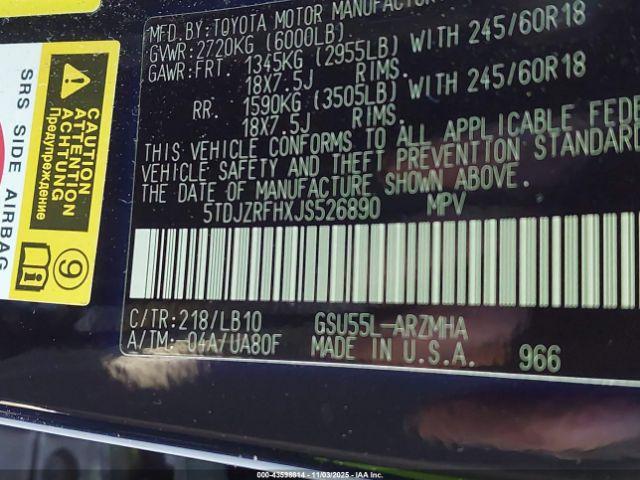 MFD.BY:TOYOTA MOTOR MANUFACTUR
GVWR:2720KG (6000LB)
GAWR:FRT. 1345KG (2955LB) WITH 245/60R18
18X7.5J RIMS.
RR. 1590KG (3505LB) WITH 245/60R18
18X7.5J RIMS.
THIS VEHICLE CONFORMS TO ALL APPLICABLE FEDE
VEHICLE SAFETY AND THEFT PREVENTION STANDARD
THE DATE OF MANUFACTURE SHOWN ABOVE.
5TDJZRFHXJS526890 MPV
C/TR:218/LB10 GSU55L-ARZMHA
A/TM: -04A/UA80F MADE IN U.S.A. 966
SRS SIDE AIRBAG
CAUTION
ATTENTION
ACHTUNG
Предупреждение
9
000-43598814 - 11/03/2025 - IAAI, Inc.